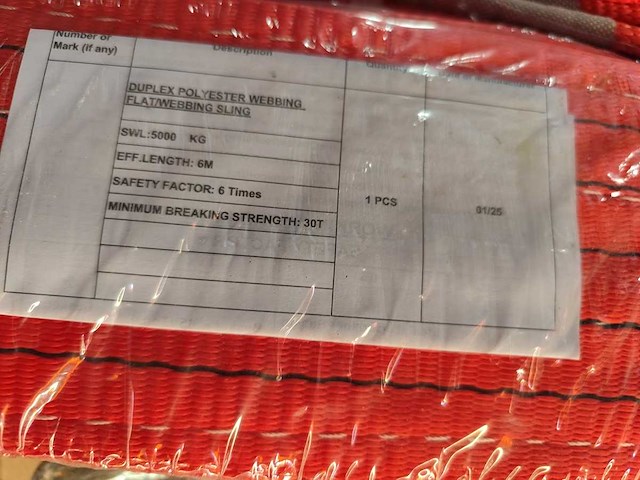 Number or
Mark (if any)
Description
Quantity
DUPLEX POLYESTER WEBBING
FLAT/WEBBING SLING
SWL:5000 KG
EFF.LENGTH: 6M
SAFETY FACTOR: 6 Times
MINIMUM BREAKING STRENGTH: 30T
1 PCS
01/25